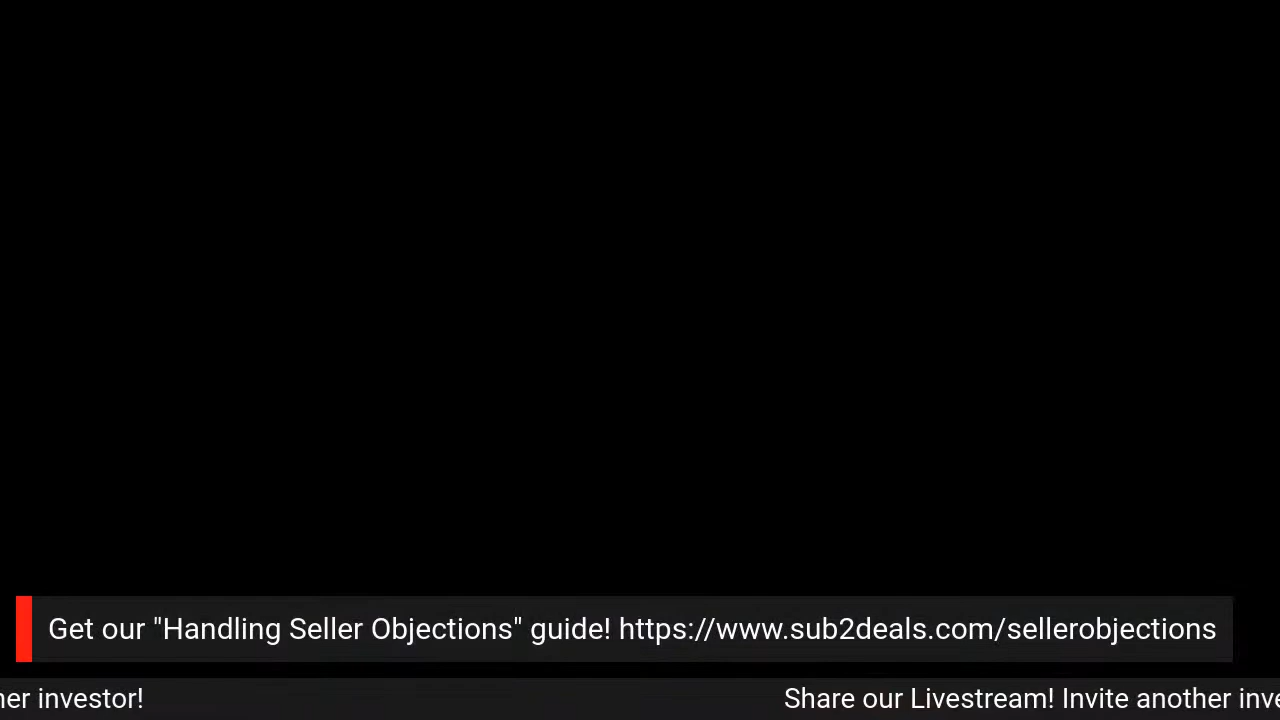 Get our "Handling Seller Objections" guide! https://www.sub2deals.com/sellerobjections
investor! Share our Livestream! Invite another